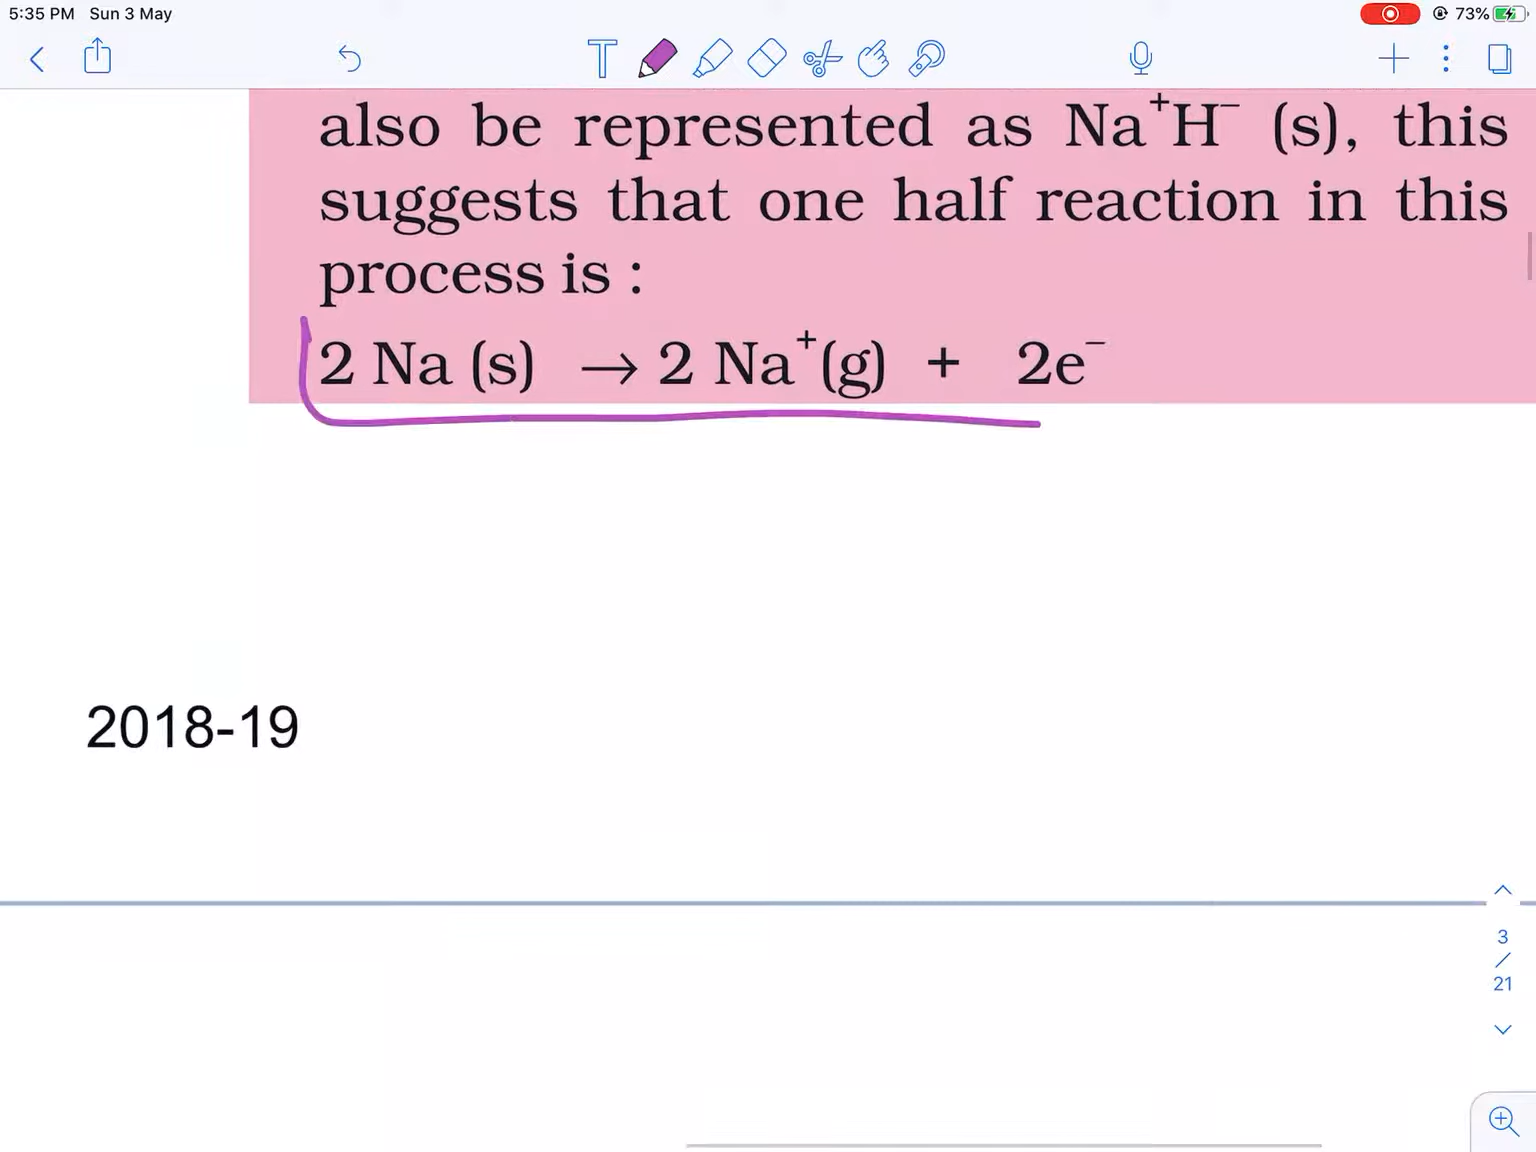 5:35 PM Sun 3 May
73%
also be represented as Na⁺H⁻ (s), this
suggests that one half reaction in this
process is :
2 Na (s) → 2 Na⁺(g) + 2e⁻
2018-19
3
/
21